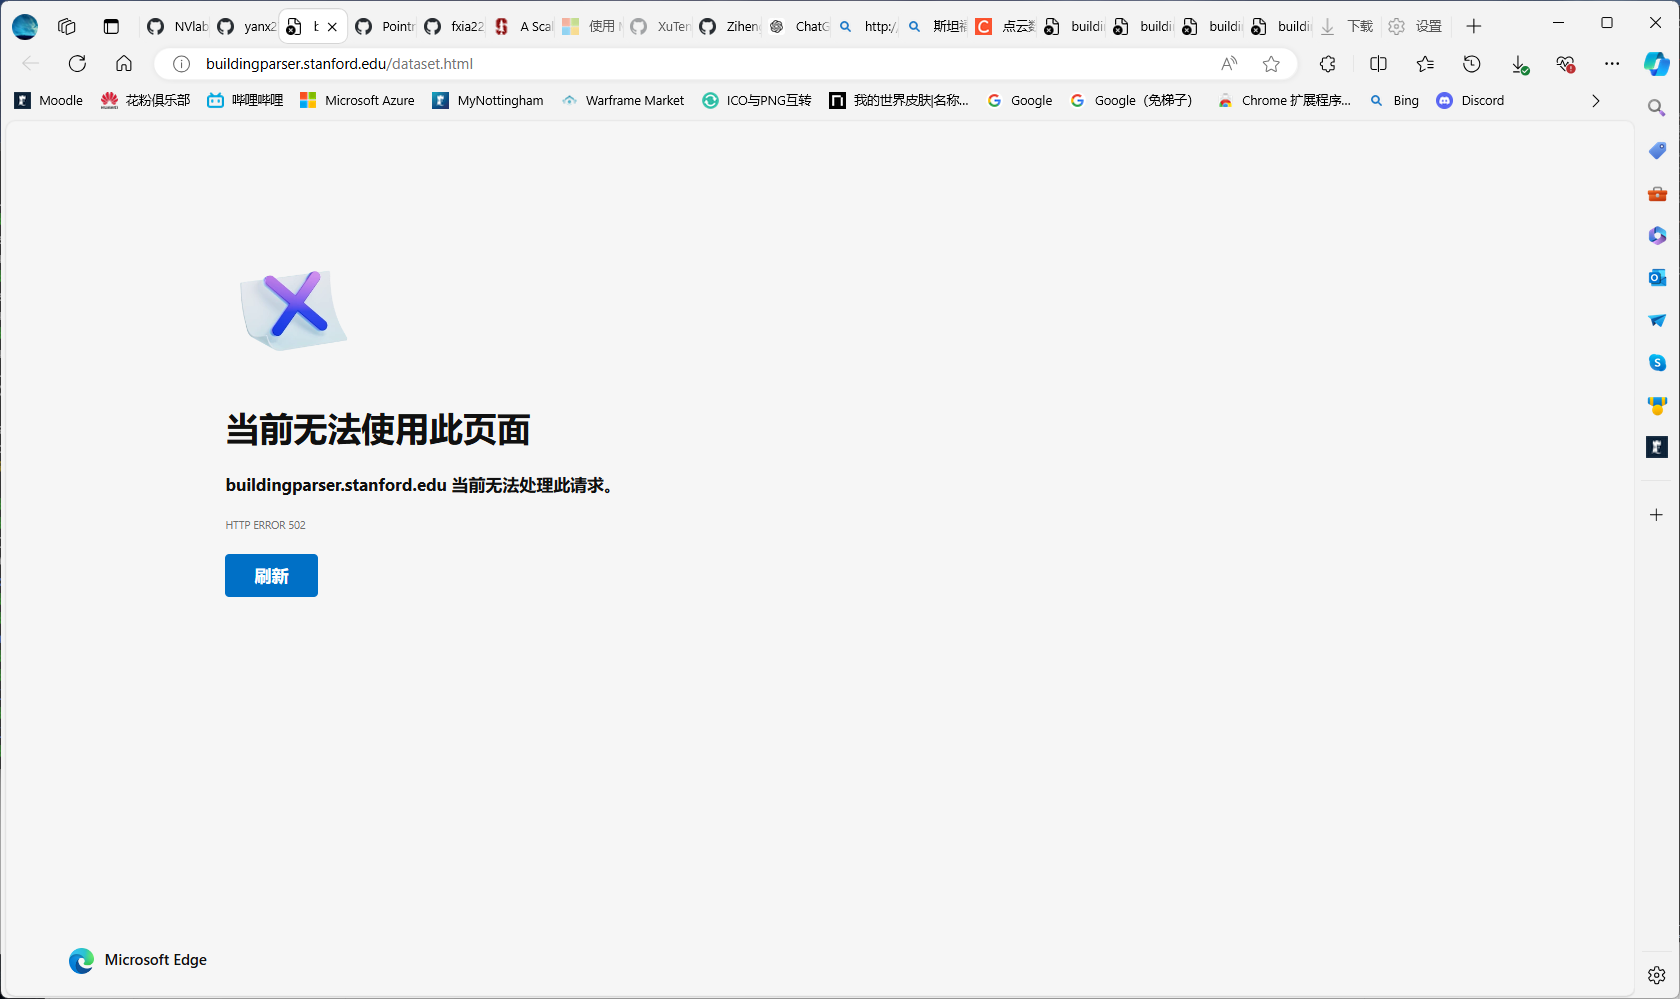 NVlab
yanx2
b
Pointr
fxia22
A Scal
使用 N
XuTen
Ziheng
ChatG
http:/
斯坦福
点云数
buildi
buildi
buildi
buildi
下载
设置
buildingparser.stanford.edu/dataset.html
Moodle
花粉俱乐部
哔哩哔哩
Microsoft Azure
MyNottingham
Warframe Market
ICO与PNG互转
我的世界皮肤|名称...
Google
Google（免梯子）
Chrome 扩展程序...
Bing
Discord
当前无法使用此页面
buildingparser.stanford.edu 当前无法处理此请求。
HTTP ERROR 502
刷新
Microsoft Edge